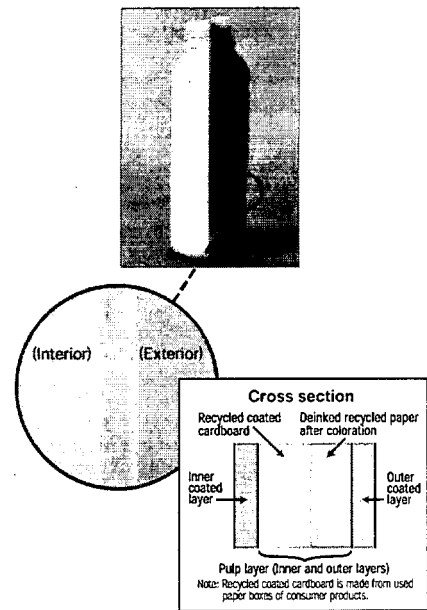 (Interior)
(Exterior)
Cross section
Recycled coated
cardboard
Deinkod recycled paper
after coloration
Inner
coated
layer
Outer
coated
layer
Pulp layer (Inner and outer layers)
Note: Recycled coated cardboard is made from used
paper boxes of consumer products.